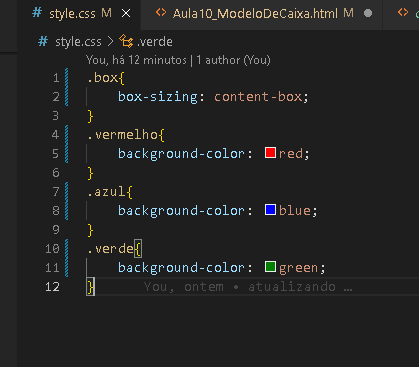 # style.css M X <> Aula10_ModeloDeCaixa.html M ● <>
# style.css > .verde
You, há 12 minutos | 1 author (You)
1 .box{
2 box-sizing: content-box;
3 }
4 .vermelho{
5 background-color: red;
6 }
7 .azul{
8 background-color: blue;
9 }
10 .verde{
11 background-color: green;
12 } You, ontem • atualizando …